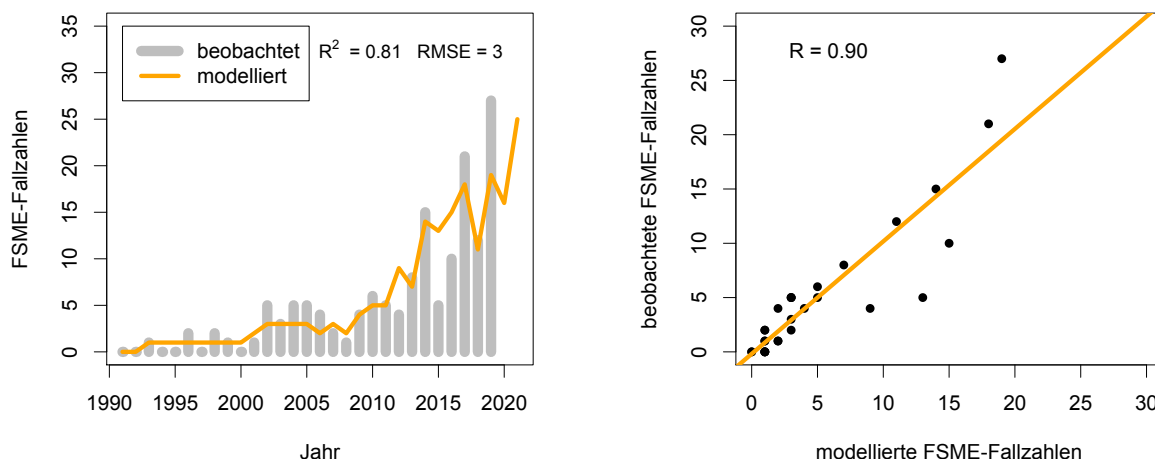 FSME-Fallzahlen
35
30
25
20
15
10
5
0
beobachtet
modelliert
R² = 0.81 RMSE = 3
1990 1995 2000 2005 2010 2015 2020
Jahr
beobachtete FSME-Fallzahlen
30
25
20
15
10
5
0
R = 0.90
0 5 10 15 20 25 30
modellierte FSME-Fallzahlen